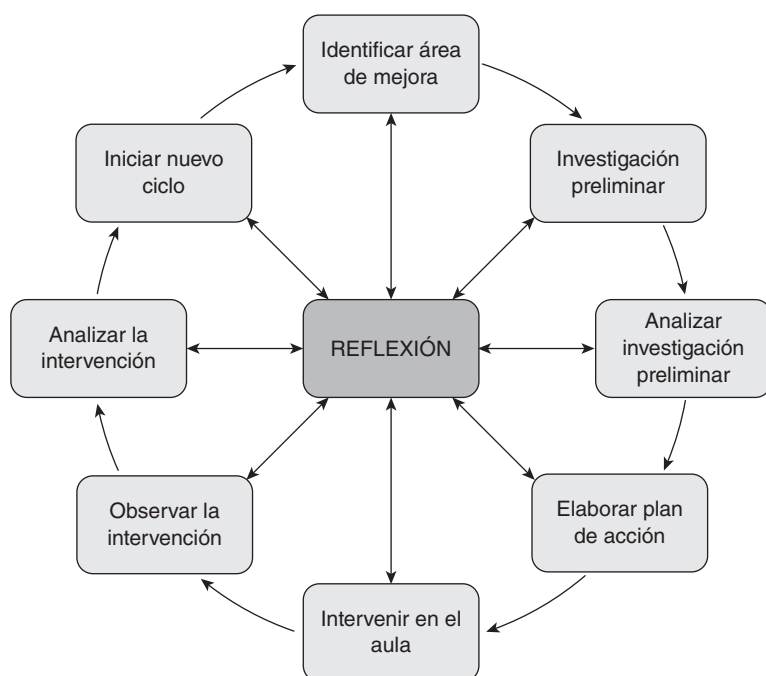 Identificar área
de mejora
Investigación
preliminar
Analizar
investigación
preliminar
Elaborar plan
de acción
Intervenir en el
aula
Observar la
intervención
Analizar la
intervención
Iniciar nuevo
ciclo
REFLEXIÓN